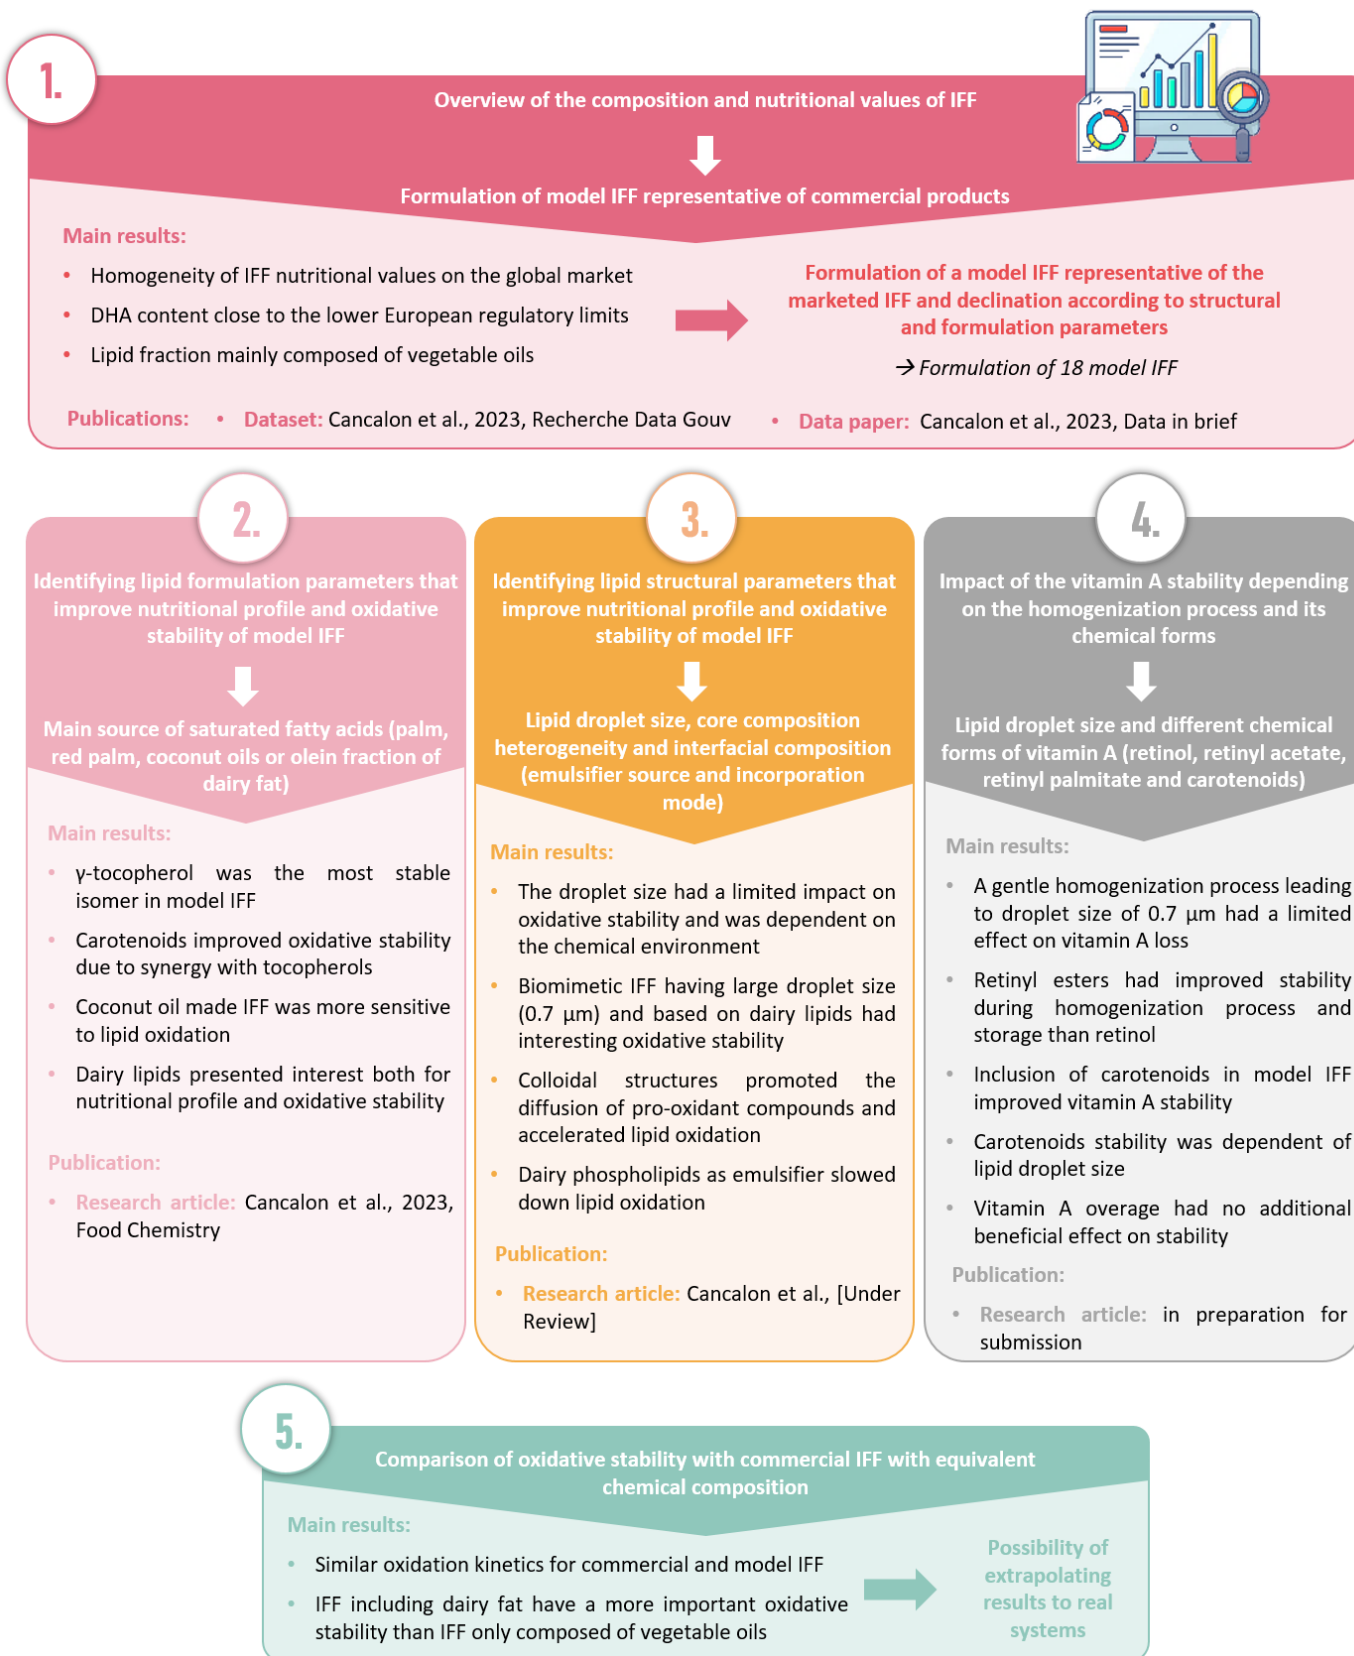 1.
Overview of the composition and nutritional values of IFF
Formulation of model IFF representative of commercial products
Main results:
• Homogeneity of IFF nutritional values on the global market
• DHA content close to the lower European regulatory limits
• Lipid fraction mainly composed of vegetable oils
Formulation of a model IFF representative of the
marketed IFF and declination according to structural
and formulation parameters
→ Formulation of 18 model IFF
Publications: • Dataset: Cancalon et al., 2023, Recherche Data Gouv • Data paper: Cancalon et al., 2023, Data in brief
2.
Identifying lipid formulation parameters that
improve nutritional profile and oxidative
stability of model IFF
Main source of saturated fatty acids (palm,
red palm, coconut oils or olein fraction of
dairy fat)
Main results:
• γ-tocopherol was the most stable
isomer in model IFF
• Carotenoids improved oxidative stability
due to synergy with tocopherols
• Coconut oil made IFF was more sensitive
to lipid oxidation
• Dairy lipids presented interest both for
nutritional profile and oxidative stability
Publication:
• Research article: Cancalon et al., 2023,
Food Chemistry
3.
Identifying lipid structural parameters that
improve nutritional profile and oxidative
stability of model IFF
Lipid droplet size, core composition
heterogeneity and interfacial composition
(emulsifier source and incorporation
mode)
Main results:
• The droplet size had a limited impact on
oxidative stability and was dependent on
the chemical environment
• Biomimetic IFF having large droplet size
(0.7 µm) and based on dairy lipids had
interesting oxidative stability
• Colloidal structures promoted the
diffusion of pro-oxidant compounds and
accelerated lipid oxidation
• Dairy phospholipids as emulsifier slowed
down lipid oxidation
Publication:
• Research article: Cancalon et al., [Under
Review]
4.
Impact of the vitamin A stability depending
on the homogenization process and its
chemical forms
Lipid droplet size and different chemical
forms of vitamin A (retinol, retinyl acetate,
retinyl palmitate and carotenoids)
Main results:
• A gentle homogenization process leading
to droplet size of 0.7 µm had a limited
effect on vitamin A loss
• Retinyl esters had improved stability
during homogenization process and
storage than retinol
• Inclusion of carotenoids in model IFF
improved vitamin A stability
• Carotenoids stability was dependent of
lipid droplet size
• Vitamin A overage had no additional
beneficial effect on stability
Publication:
• Research article: in preparation for
submission
5.
Comparison of oxidative stability with commercial IFF with equivalent
chemical composition
Main results:
• Similar oxidation kinetics for commercial and model IFF
• IFF including dairy fat have a more important oxidative
stability than IFF only composed of vegetable oils
Possibility of
extrapolating
results to real
systems